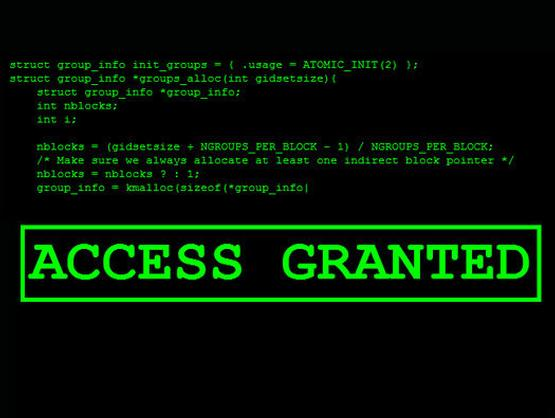 struct group_info init_groups = { .usage = ATOMIC_INIT(2) };
struct group_info *groups_alloc(int gidsetsize){
    struct group_info *group_info;
    int nblocks;
    int i;

    nblocks = (gidsetsize + NGROUPS_PER_BLOCK - 1) / NGROUPS_PER_BLOCK;
    /* Make sure we always allocate at least one indirect block pointer */
    nblocks = nblocks ? : 1;
    group_info = kmalloc(sizeof(*group_info|
ACCESS GRANTED